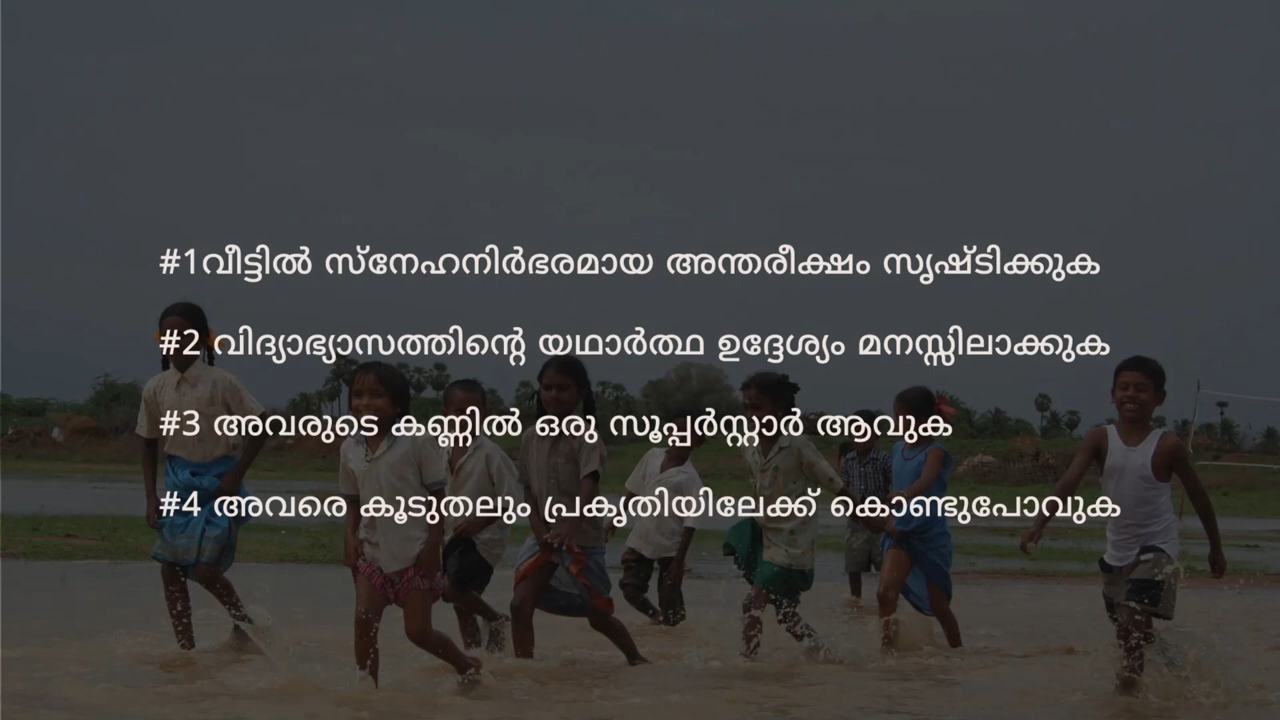 #1വീട്ടിൽ സ്നേഹനിർഭരമായ അന്തരീക്ഷം സൃഷ്ടിക്കുക
#2 വിദ്യാഭ്യാസത്തിന്റെ യഥാർത്ഥ ഉദ്ദേശ്യം മനസ്സിലാക്കുക
#3 അവരുടെ കണ്ണിൽ ഒരു സൂപ്പർസ്റ്റാർ ആവുക
#4 അവരെ കൂടുതലും പ്രകൃതിയിലേക്ക് കൊണ്ടുപോവുക